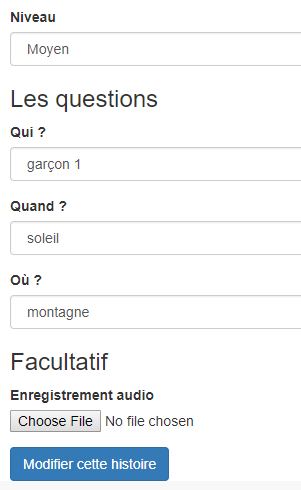 Niveau
Moyen
Les questions
Qui ?
garçon 1
Quand ?
soleil
Où ?
montagne
Facultatif
Enregistrement audio
Choose File No file chosen
Modifier cette histoire